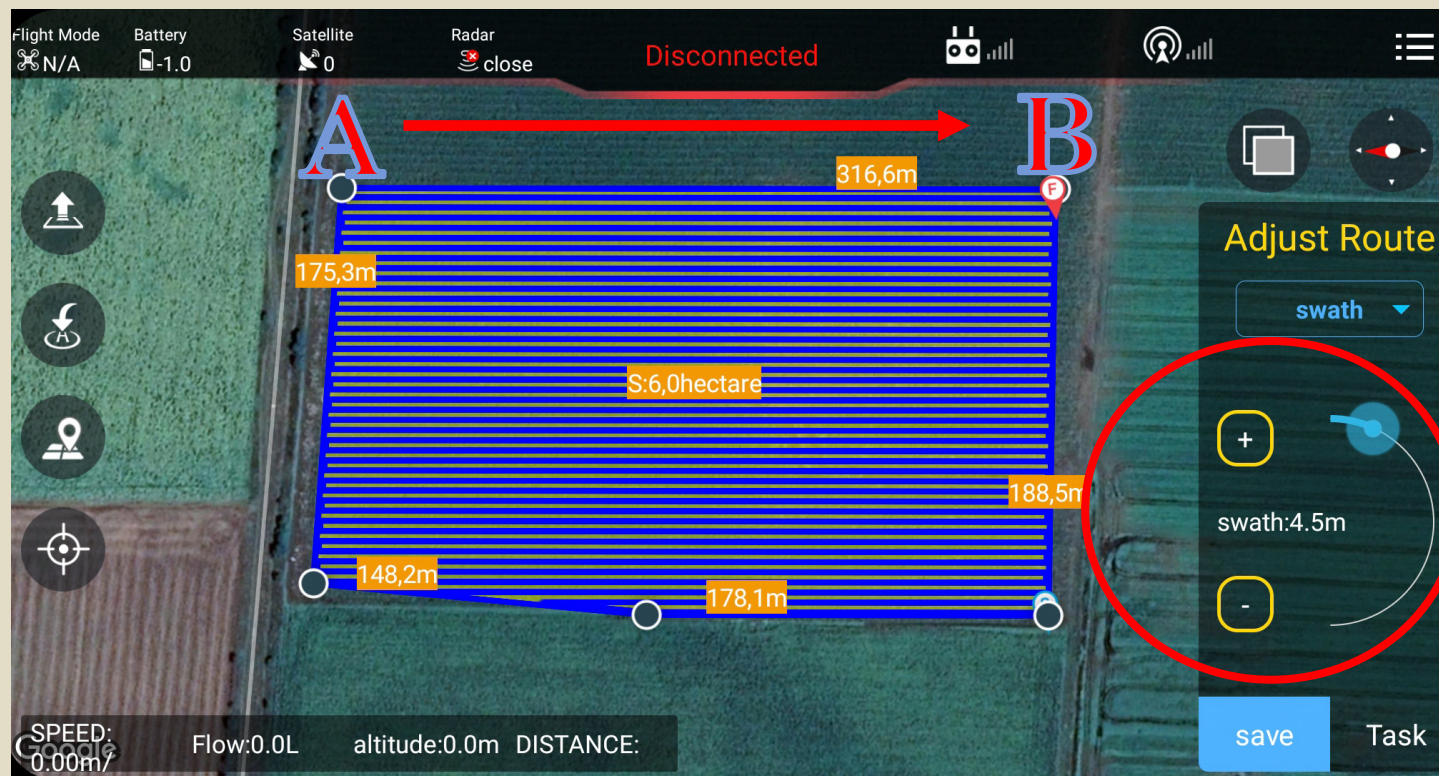 Flight Mode
N/A
Battery
-1.0
Satellite
0
Radar
close
Disconnected
A
B
316,6m
F
175,3m
S:6,0hectare
188,5m
148,2m
178,1m
Adjust Route
swath
+
swath:4.5m
-
save
Task
SPEED:
0.00m/
Google
Flow:0.0L
altitude:0.0m
DISTANCE: